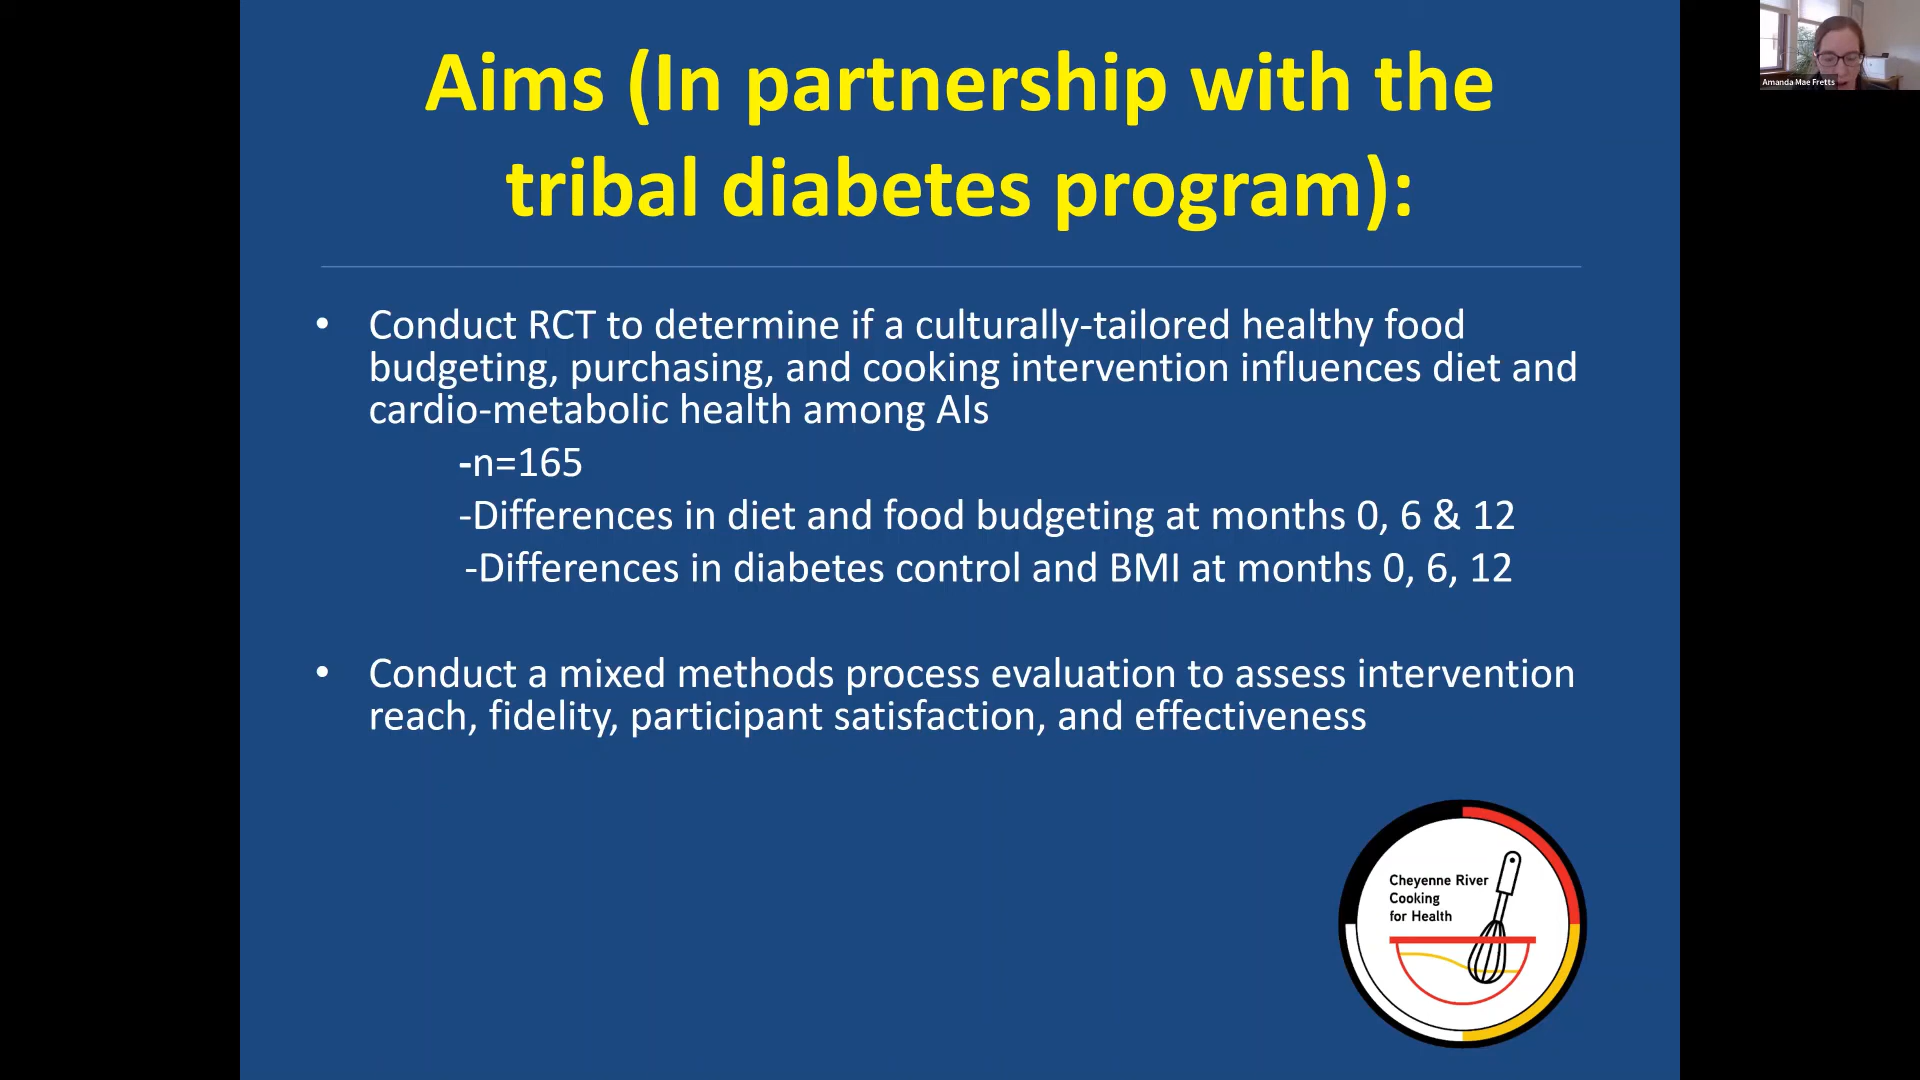 Aims (In partnership with the
tribal diabetes program):
• Conduct RCT to determine if a culturally-tailored healthy food
budgeting, purchasing, and cooking intervention influences diet and
cardio-metabolic health among AIs
-n=165
-Differences in diet and food budgeting at months 0, 6 & 12
-Differences in diabetes control and BMI at months 0, 6, 12
• Conduct a mixed methods process evaluation to assess intervention
reach, fidelity, participant satisfaction, and effectiveness
Cheyenne River
Cooking
for Health
Amanda Mae Fretts